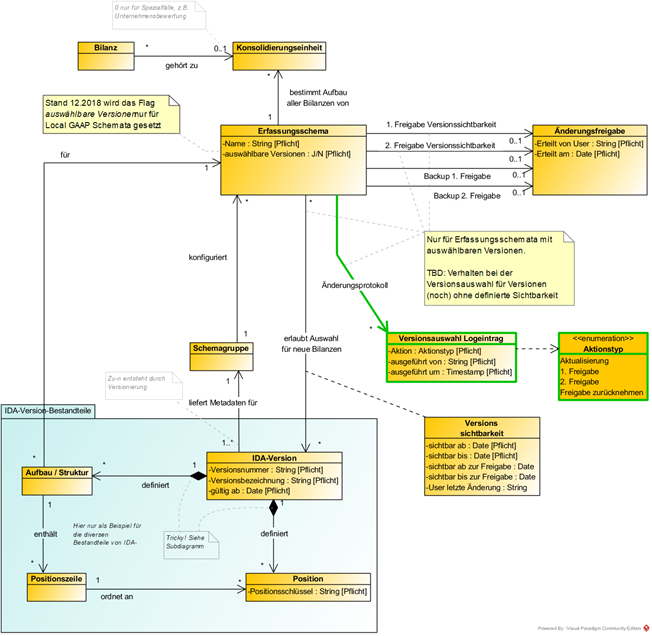 0 nur für Spezialfälle, z.B.
Unternehmensbewertung
Bilanz
*
0..1
gehört zu
Konsolidierungseinheit
*
bestimmt Aufbau
aller Biilanzen von
1
Stand 12.2018 wird das Flag
auswählbare Versionen nur für
Local GAAP Schemata gesetzt
Erfassungsschema
-Name : String [Pflicht]
-auswählbare Versionen : J/N [Pflicht]
1. Freigabe Versionssichtbarkeit
2. Freigabe Versionssichtbarkeit
0..1
0..1
Backup 1. Freigabe
0..1
Backup 2. Freigabe
0..1
Änderungsfreigabe
-Erteilt von User : String [Pflicht]
-Erteilt am : Date [Pflicht]
für
1
*
*
konfiguriert
1
Nur für Erfassungsschemata mit
auswählbaren Versionen.
TBD: Verhalten bei der
Versionsauswahl für Versionen
(noch) ohne definierte Sichtbarkeit
Änderungsprotokoll
*
Schemagruppe
erlaubt Auswahl
für neue Bilanzen
Versionsauswahl Logeintrag
-Aktion : Aktionstyp [Pflicht]
-ausgeführt von : String [Pflicht]
-ausgeführt um : Timestamp [Pflicht]
<<enumeration>>
Aktionstyp
Aktualisierung
1. Freigabe
2. Freigabe
Freigabe zurücknehmen
Zu-n entsteht durch
Versionierung
1
liefert Metadaten für
1..*
*
IDA-Version-Bestandteile
IDA-Version
-Versionsnummer : String [Pflicht]
-Versionsbezeichnung : String [Pflicht]
-gültig ab : Date [Pflicht]
Versions
sichtbarkeit
-sichtbar ab : Date [Pflicht]
-sichtbar bis : Date [Pflicht]
-sichtbar ab zur Freigabe : Date
-sichtbar bis zur Freigabe : Date
-User letzte Änderung : String
*
Aufbau / Struktur
*
1
definiert
1
1
enthält
Hier nur als Beispiel für
die diversen
Bestandteile von IDA-
Tricky! Siehe
Subdiagramm
definiert
*
*
Positionszeile
1
ordnet an
*
Position
-Positionsschlüssel : String [Pflicht]
Powered By Visual Paradigm Community Edition